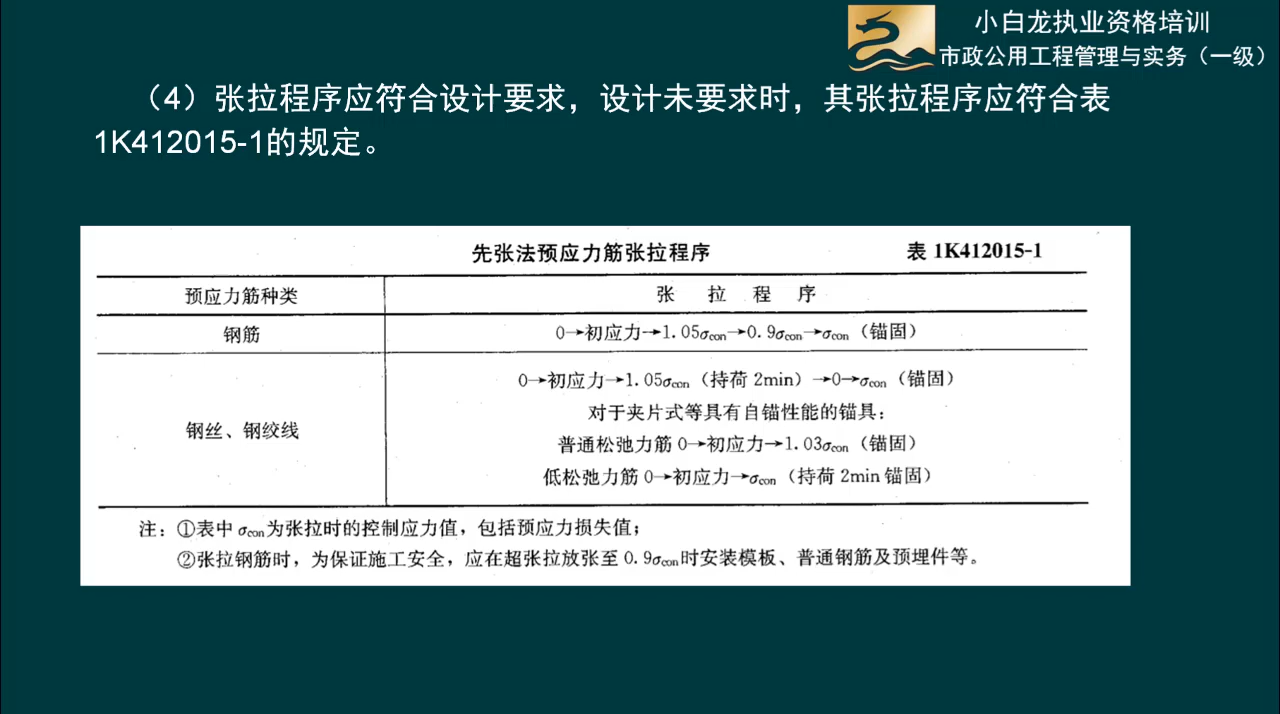 小白龙执业资格培训
市政公用工程管理与实务（一级）
（4）张拉程序应符合设计要求，设计未要求时，其张拉程序应符合表
1K412015-1的规定。
先张法预应力筋张拉程序 表 1K412015-1
预应力筋种类 张 拉 程 序
钢筋 0→初应力→1.05σcon→0.9σcon→σcon（锚固）
0→初应力→1.05σcon（持荷 2min）→0→σcon（锚固）
对于夹片式等具有自锚性能的锚具：
钢丝、钢绞线
普通松弛力筋 0→初应力→1.03σcon（锚固）
低松弛力筋 0→初应力→σcon（持荷 2min 锚固）
注：①表中 σcon为张拉时的控制应力值，包括预应力损失值；
②张拉钢筋时，为保证施工安全，应在超张拉放张至 0.9σcon时安装模板、普通钢筋及预埋件等。